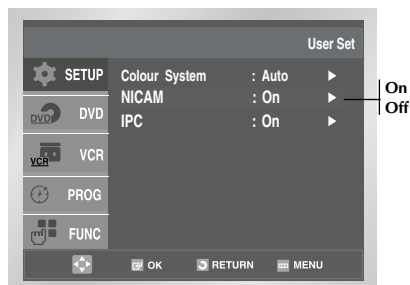 User Set
SETUP
Colour System : Auto ►
NICAM : On ►
IPC : On ►
On
Off
DVD DVD
VCR VCR
PROG
FUNC
OK RETURN MENU